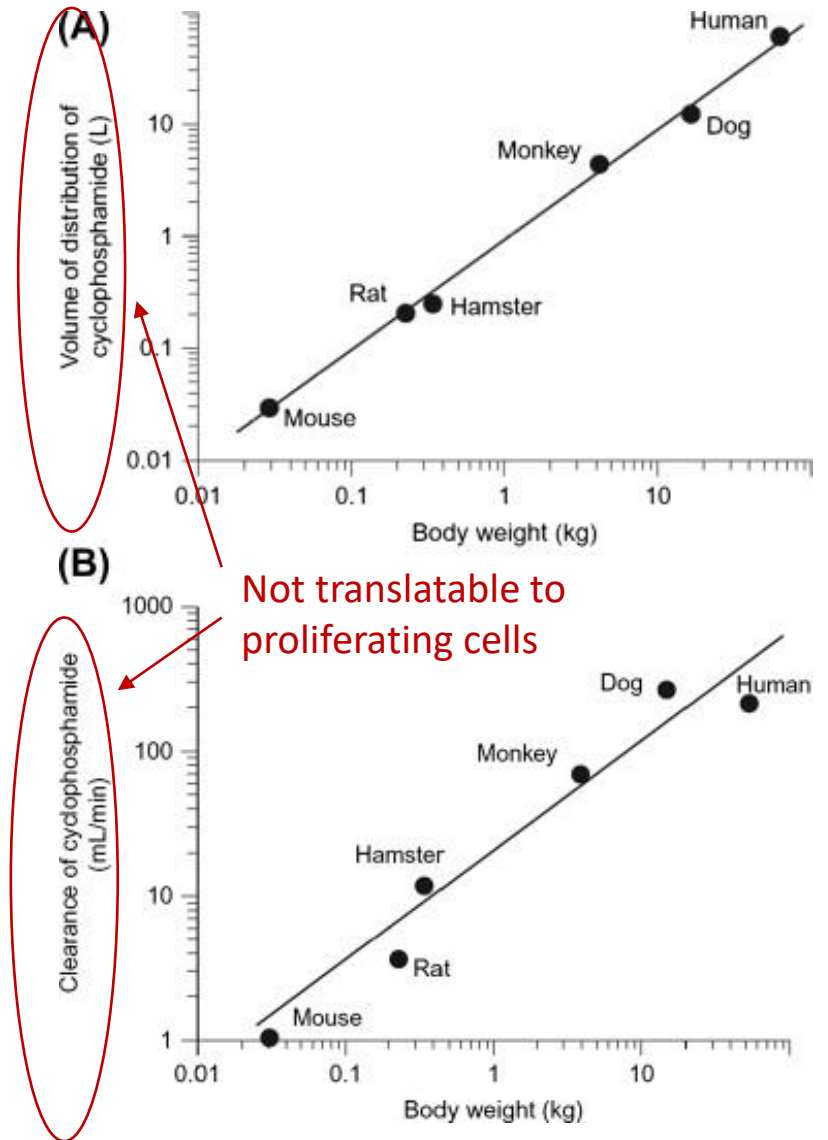 (A)
Volume of distribution of
cyclophosphamide (L)
10
1
0.1
0.01
Human
Dog
Monkey
Rat
Hamster
Mouse
0.01
0.1
1
10
Body weight (kg)
(B)
Not translatable to
proliferating cells
Clearance of cyclophosphamide
(mL/min)
1000
100
10
1
Dog
Human
Monkey
Hamster
Rat
Mouse
0.01
0.1
1
10
Body weight (kg)